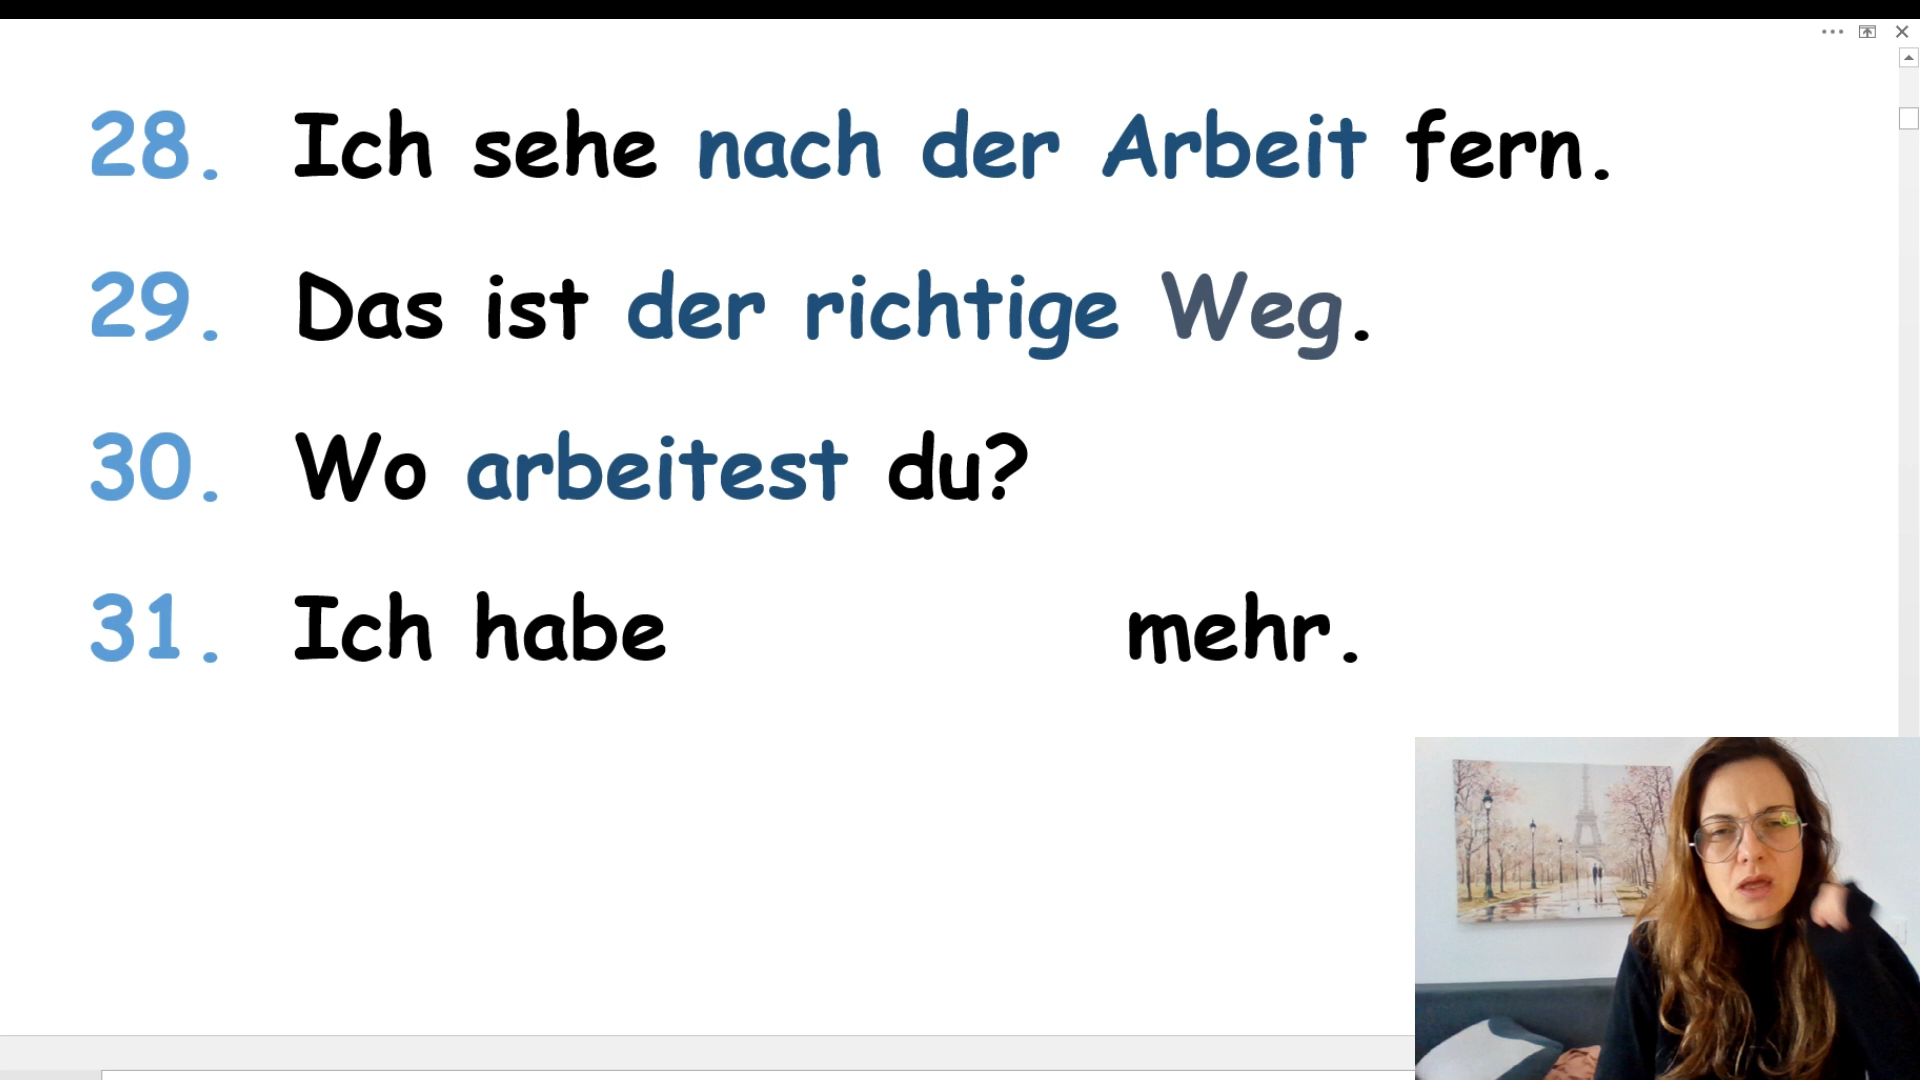 28. Ich sehe nach der Arbeit fern.
29. Das ist der richtige Weg.
30. Wo arbeitest du?
31. Ich habe mehr.